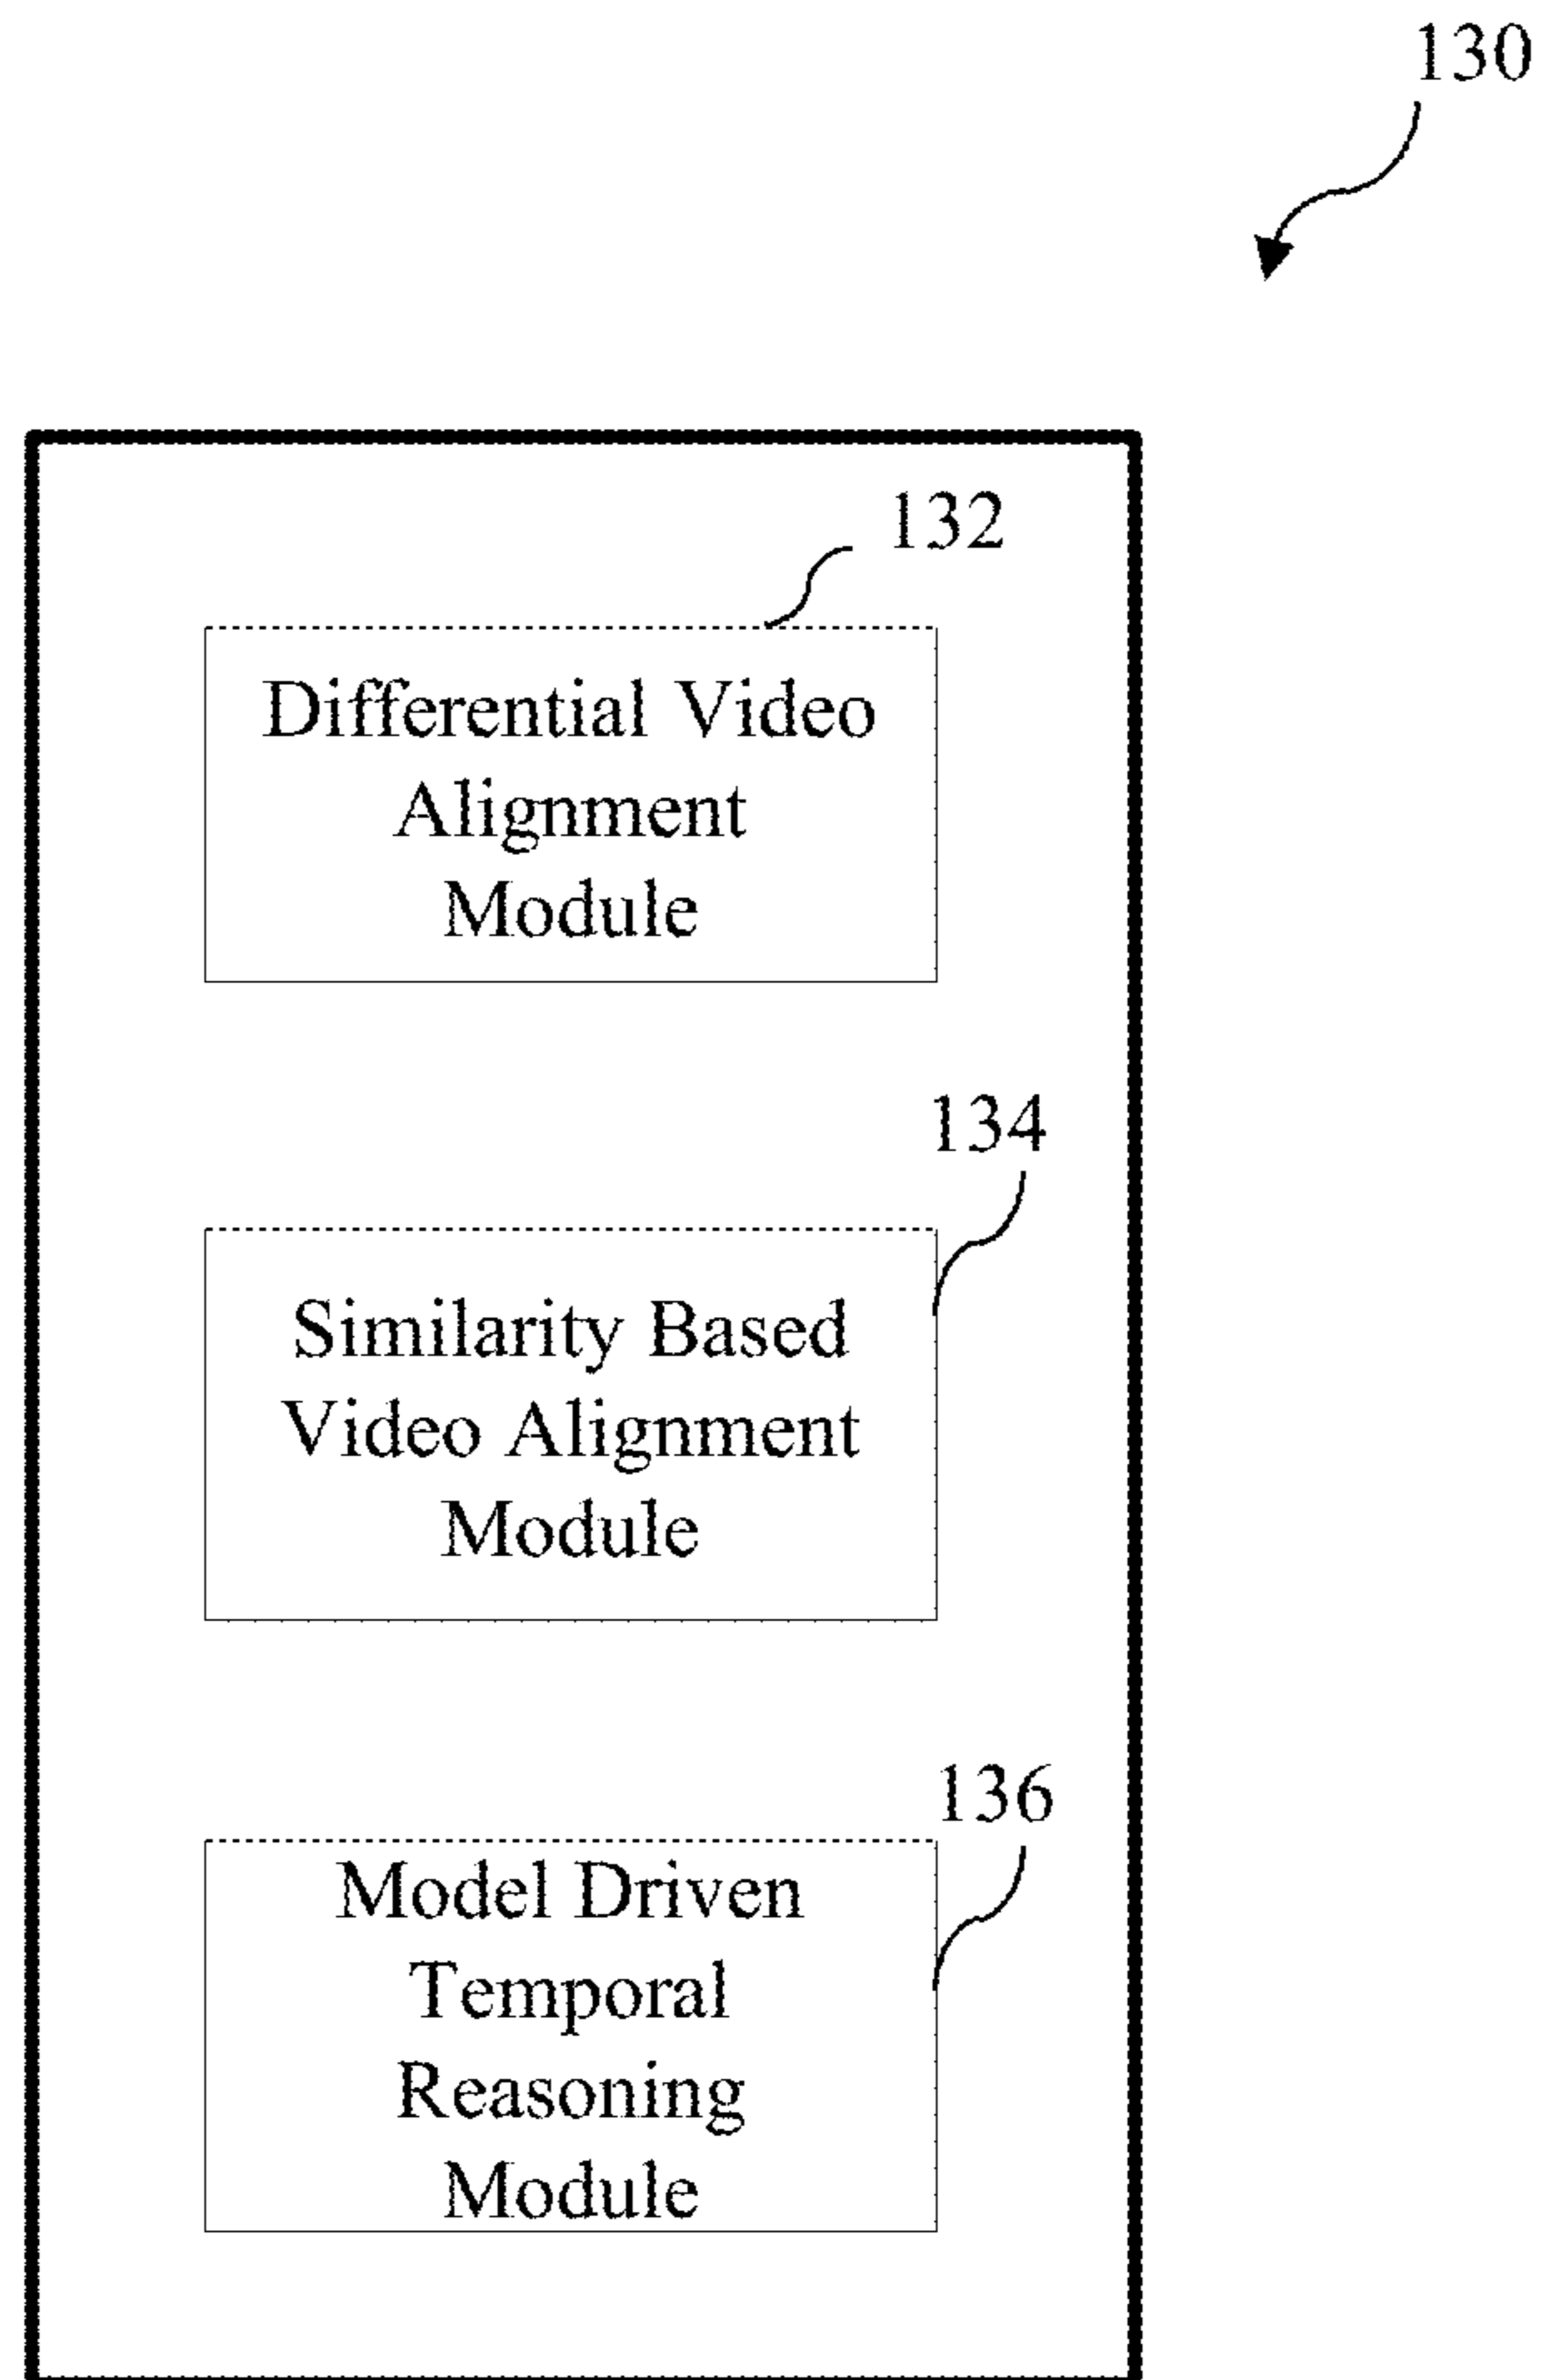 130
132
Differential Video
Alignment
Module
134
Similarity Based
Video Alignment
Module
136
Model Driven
Temporal
Reasoning
Module